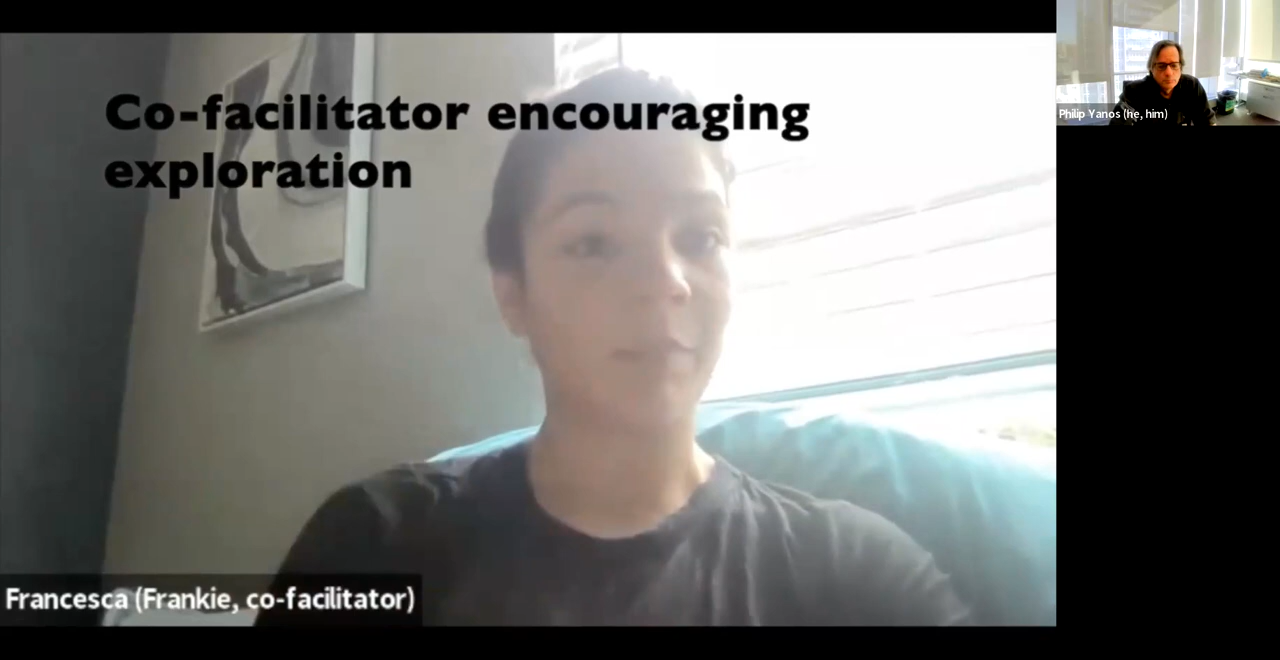 Co-facilitator encouraging
exploration
Philip Yanos (he, him)
Francesca (Frankie, co-facilitator)